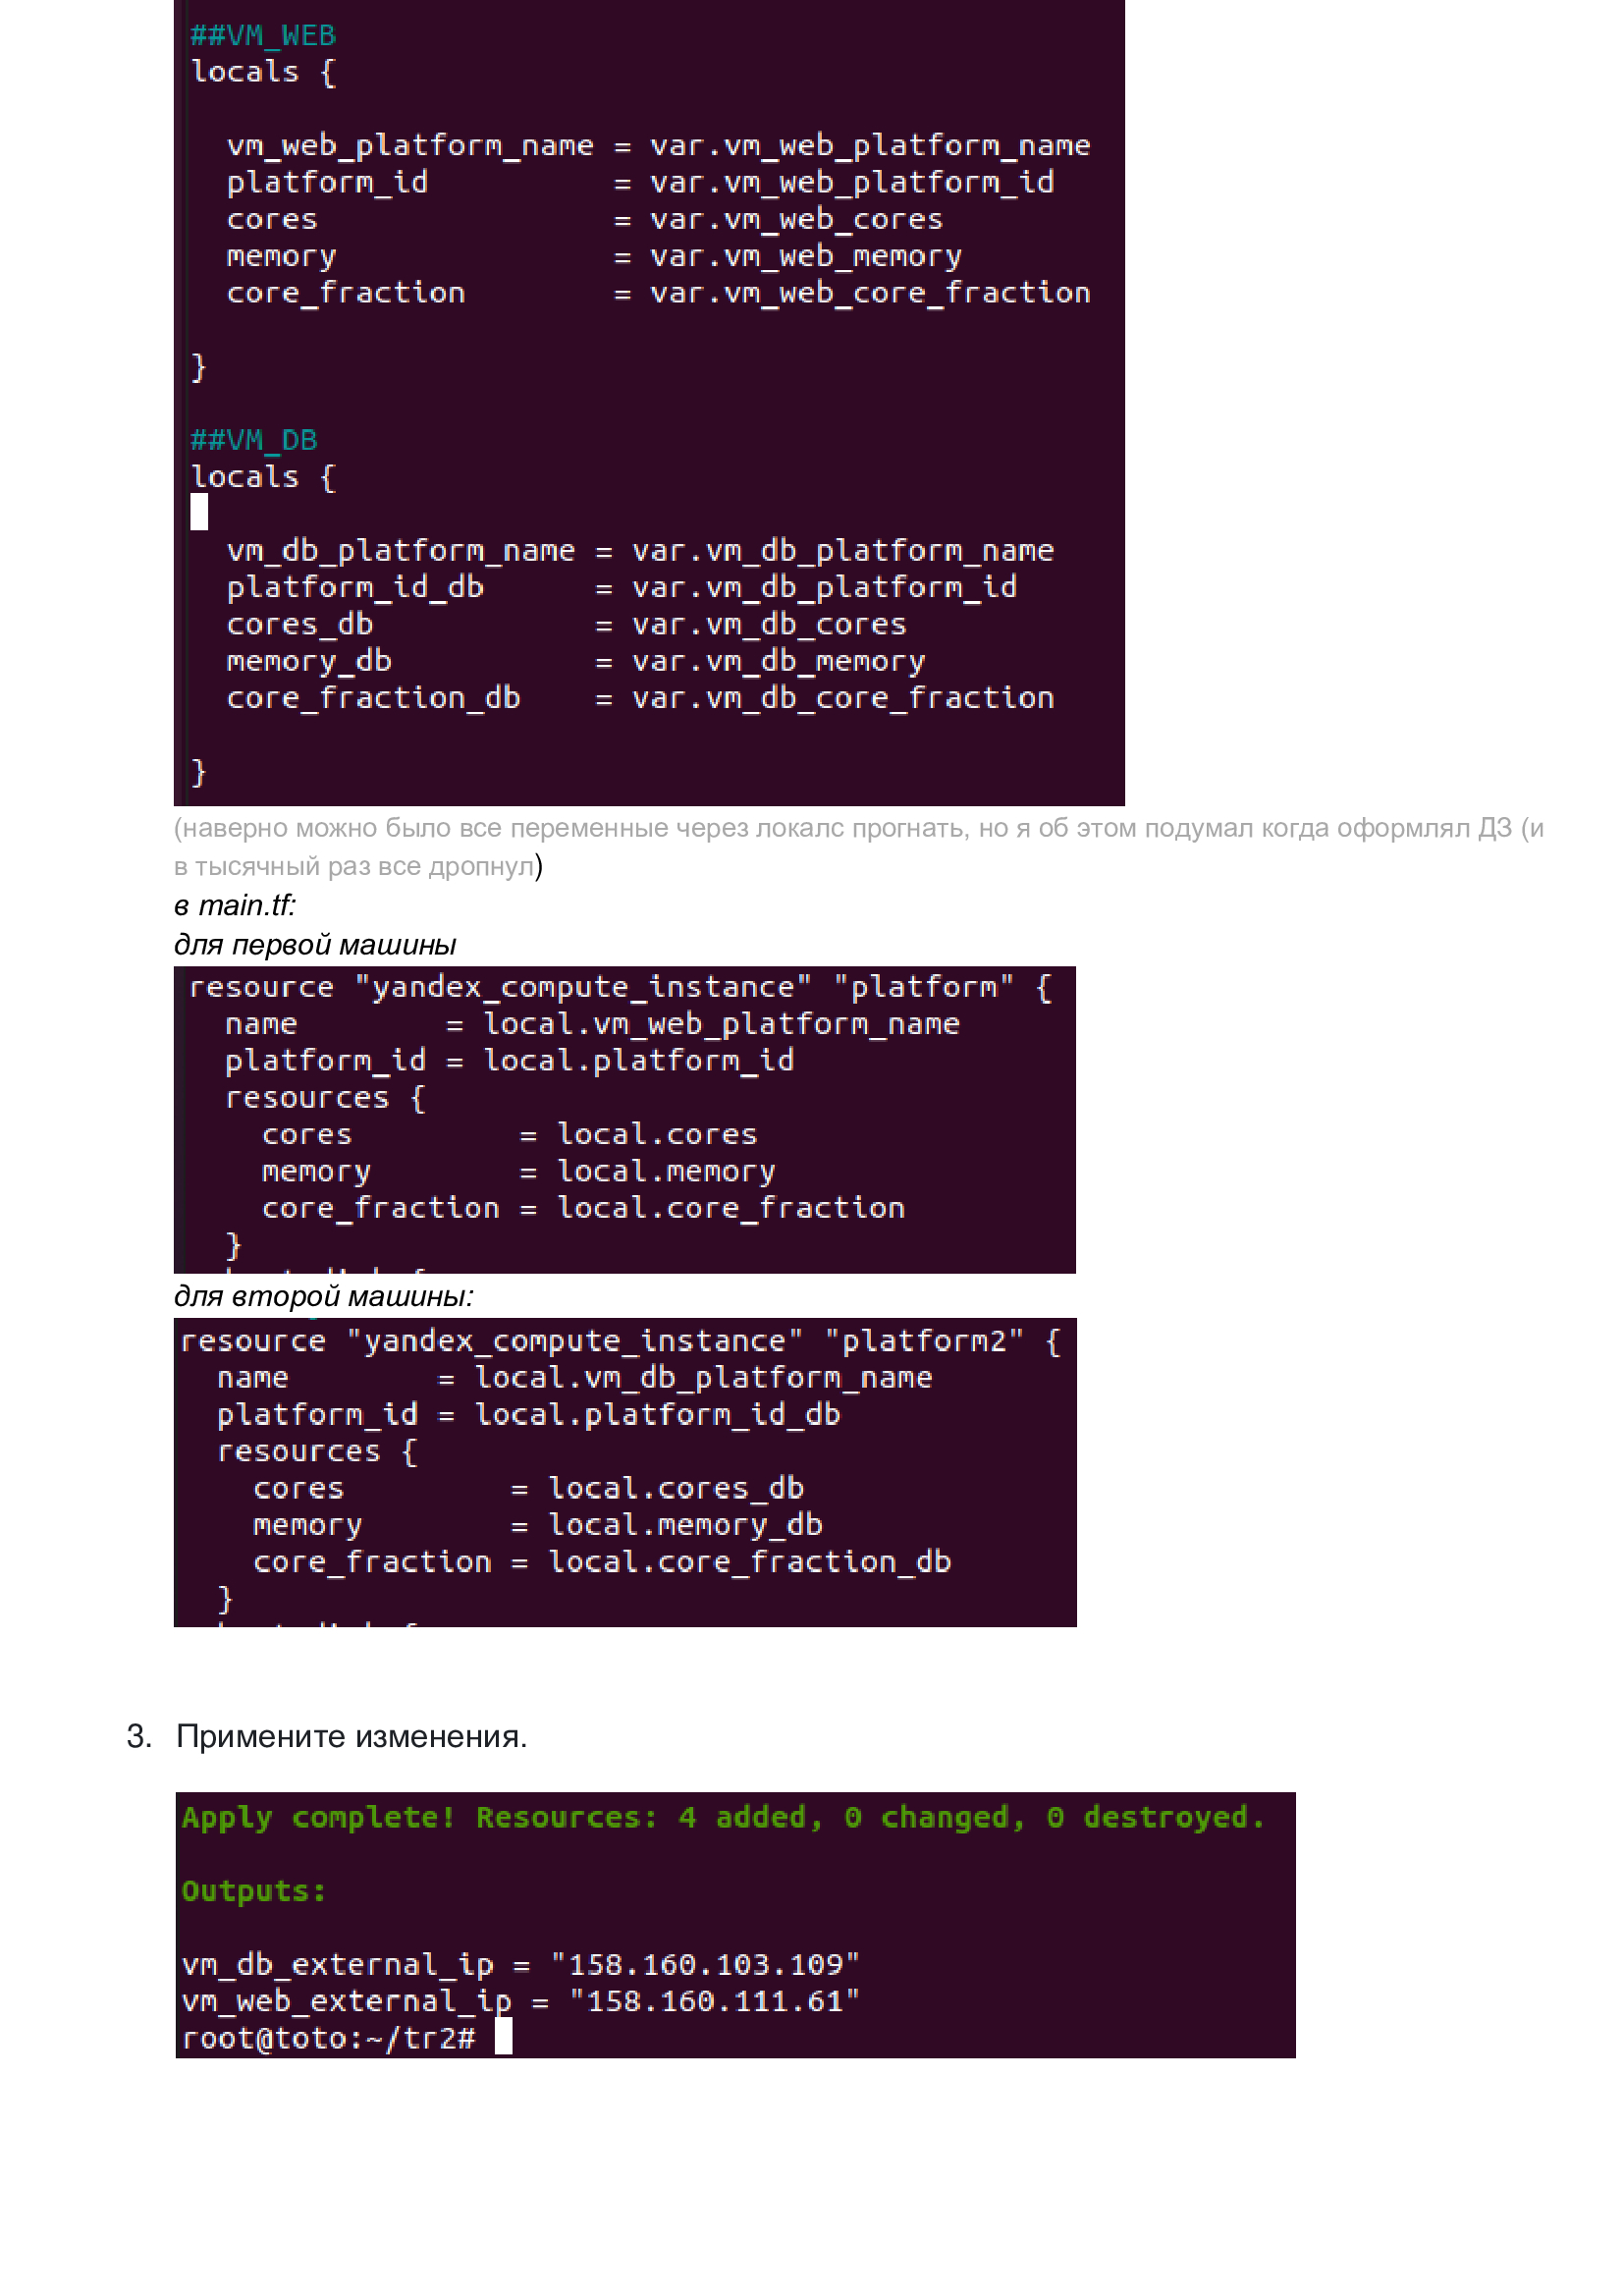 ##VM_WEB
locals {
  vm_web_platform_name = var.vm_web_platform_name
  platform_id          = var.vm_web_platform_id
  cores                = var.vm_web_cores
  memory               = var.vm_web_memory
  core_fraction        = var.vm_web_core_fraction
}
##VM_DB
locals {
  vm_db_platform_name = var.vm_db_platform_name
  platform_id_db      = var.vm_db_platform_id
  cores_db            = var.vm_db_cores
  memory_db           = var.vm_db_memory
  core_fraction_db    = var.vm_db_core_fraction
}
(наверно можно было все переменные через локалс прогнать, но я об этом подумал когда оформлял ДЗ (и
в тысячный раз все дропнул)
в main.tf:
для первой машины
resource "yandex_compute_instance" "platform" {
  name        = local.vm_web_platform_name
  platform_id = local.platform_id
  resources {
    cores         = local.cores
    memory        = local.memory
    core_fraction = local.core_fraction
  }
для второй машины:
resource "yandex_compute_instance" "platform2" {
  name        = local.vm_db_platform_name
  platform_id = local.platform_id_db
  resources {
    cores         = local.cores_db
    memory        = local.memory_db
    core_fraction = local.core_fraction_db
  }
3. Примените изменения.
Apply complete! Resources: 4 added, 0 changed, 0 destroyed.
Outputs:
vm_db_external_ip = "158.160.103.109"
vm_web_external_ip = "158.160.111.61"
root@toto:~/tr2#